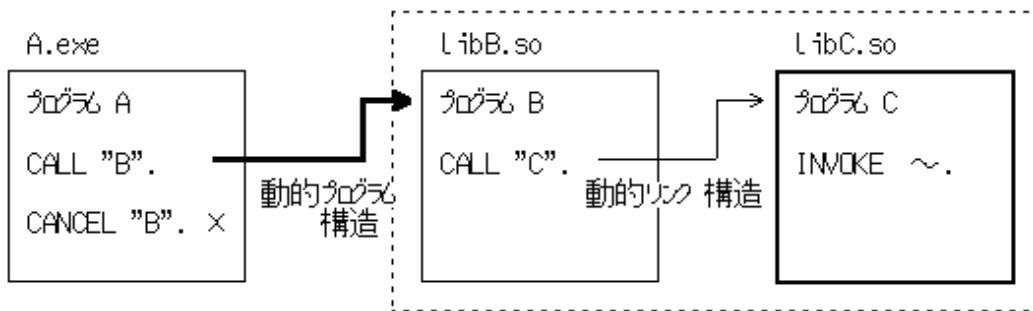 A.exe
プログラム A
CALL ”B”.
CANCEL ”B”. ×
動的プログラム
構造
libB.so
プログラム B
CALL ”C”.
動的リンク 構造
libC.so
プログラム C
INVOKE ～.